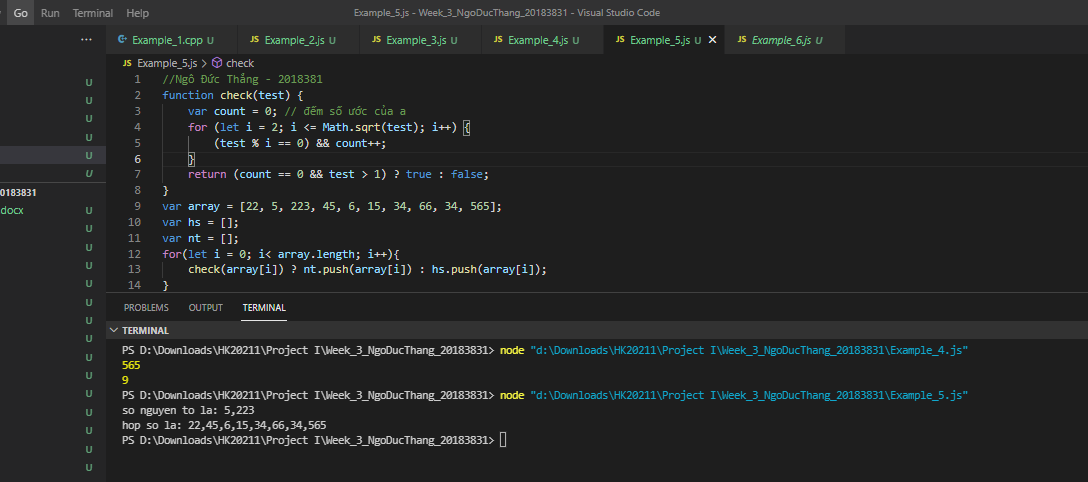 Go Run Terminal Help Example_5.js - Week_3_NgoDucThang_20183831 - Visual Studio Code
··· Example_1.cpp U JS Example_2.js U JS Example_3.js U JS Example_4.js U JS Example_5.js U × JS Example_6.js U
JS Example_5.js > check
1 //Ngô Đức Thắng - 2018381
2 function check(test) {
3 var count = 0; // đếm số ước của a
4 for (let i = 2; i <= Math.sqrt(test); i++) {
5 (test % i == 0) && count++;
6 }
7 return (count == 0 && test > 1) ? true : false;
8 }
9 var array = [22, 5, 223, 45, 6, 15, 34, 66, 34, 565];
10 var hs = [];
11 var nt = [];
12 for(let i = 0; i< array.length; i++){
13 check(array[i]) ? nt.push(array[i]) : hs.push(array[i]);
14 }
U
U
U
U
U
U
0183831
docx U
U
U
U
U
U
U
U
U
U
U
U
U
U
U
PROBLEMS OUTPUT TERMINAL
TERMINAL
PS D:\Downloads\HK20211\Project I\Week_3_NgoDucThang_20183831> node "d:\Downloads\HK20211\Project I\Week_3_NgoDucThang_20183831\Example_4.js"
565
9
PS D:\Downloads\HK20211\Project I\Week_3_NgoDucThang_20183831> node "d:\Downloads\HK20211\Project I\Week_3_NgoDucThang_20183831\Example_5.js"
so nguyen to la: 5,223
hop so la: 22,45,6,15,34,66,34,565
PS D:\Downloads\HK20211\Project I\Week_3_NgoDucThang_20183831>